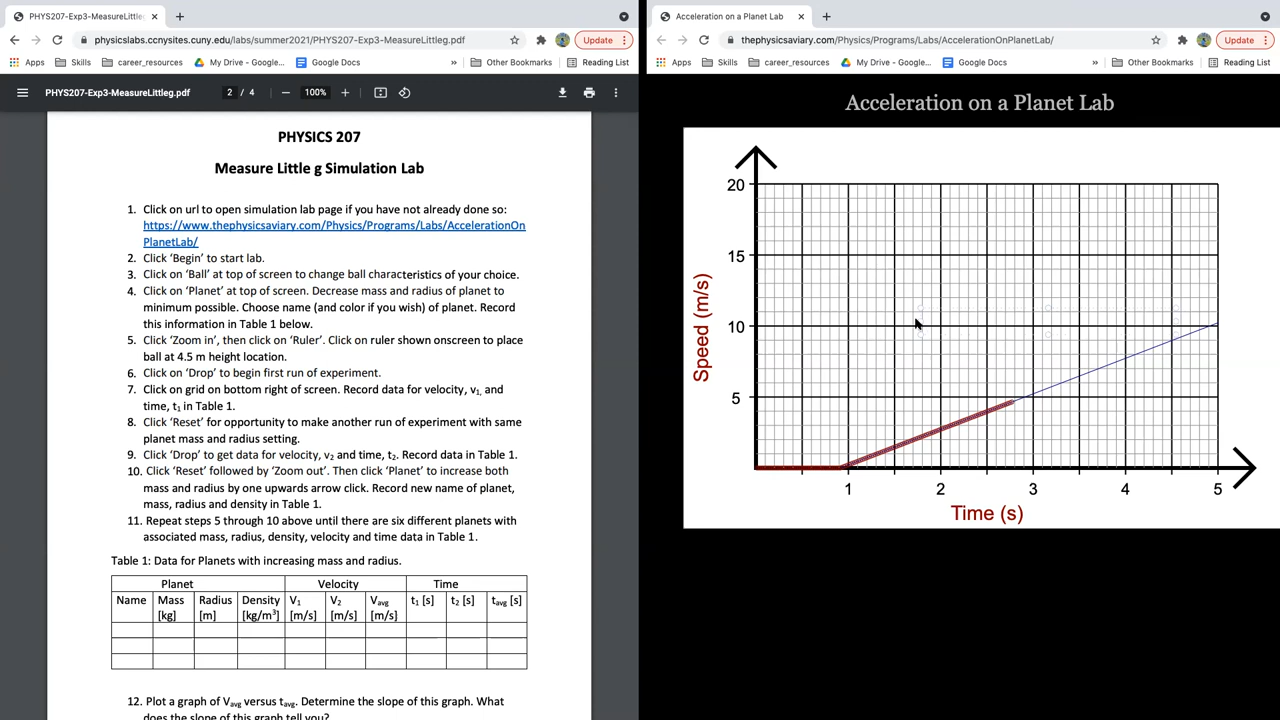 PHYS207-Exp3-MeasureLittleg
physicslabs.ccnysites.cuny.edu/labs/summer2021/PHYS207-Exp3-MeasureLittleg.pdf
Update
Apps Skills career_resources My Drive - Google... Google Docs » Other Bookmarks Reading List
PHYS207-Exp3-MeasureLittleg.pdf 2 / 4 100%
PHYSICS 207
Measure Little g Simulation Lab
1. Click on url to open simulation lab page if you have not already done so:
https://www.thephysicsaviary.com/Physics/Programs/Labs/AccelerationOn
PlanetLab/
2. Click ‘Begin’ to start lab.
3. Click on ‘Ball’ at top of screen to change ball characteristics of your choice.
4. Click on ‘Planet’ at top of screen. Decrease mass and radius of planet to
minimum possible. Choose name (and color if you wish) of planet. Record
this information in Table 1 below.
5. Click ‘Zoom in’, then click on ‘Ruler’. Click on ruler shown onscreen to place
ball at 4.5 m height location.
6. Click on ‘Drop’ to begin first run of experiment.
7. Click on grid on bottom right of screen. Record data for velocity, v1, and
time, t1 in Table 1.
8. Click ‘Reset’ for opportunity to make another run of experiment with same
planet mass and radius setting.
9. Click ‘Drop’ to get data for velocity, v2 and time, t2. Record data in Table 1.
10. Click ‘Reset’ followed by ‘Zoom out’. Then click ‘Planet’ to increase both
mass and radius by one upwards arrow click. Record new name of planet,
mass, radius and density in Table 1.
11. Repeat steps 5 through 10 above until there are six different planets with
associated mass, radius, density, velocity and time data in Table 1.
Table 1: Data for Planets with increasing mass and radius.
Planet Velocity Time
Name Mass Radius Density V1 V2 Vavg t1 [s] t2 [s] tavg [s]
[kg] [m] [kg/m3] [m/s] [m/s] [m/s}
12. Plot a graph of Vavg versus tavg. Determine the slope of this graph. What
does the slope of this graph tell you?
Acceleration on a Planet Lab
thephysicsaviary.com/Physics/Programs/Labs/AccelerationOnPlanetLab/
Update
Apps Skills career_resources My Drive - Google... Google Docs » Other Bookmarks Reading List
Acceleration on a Planet Lab
20
15
10
5
Speed (m/s)
1 2 3 4 5
Time (s)